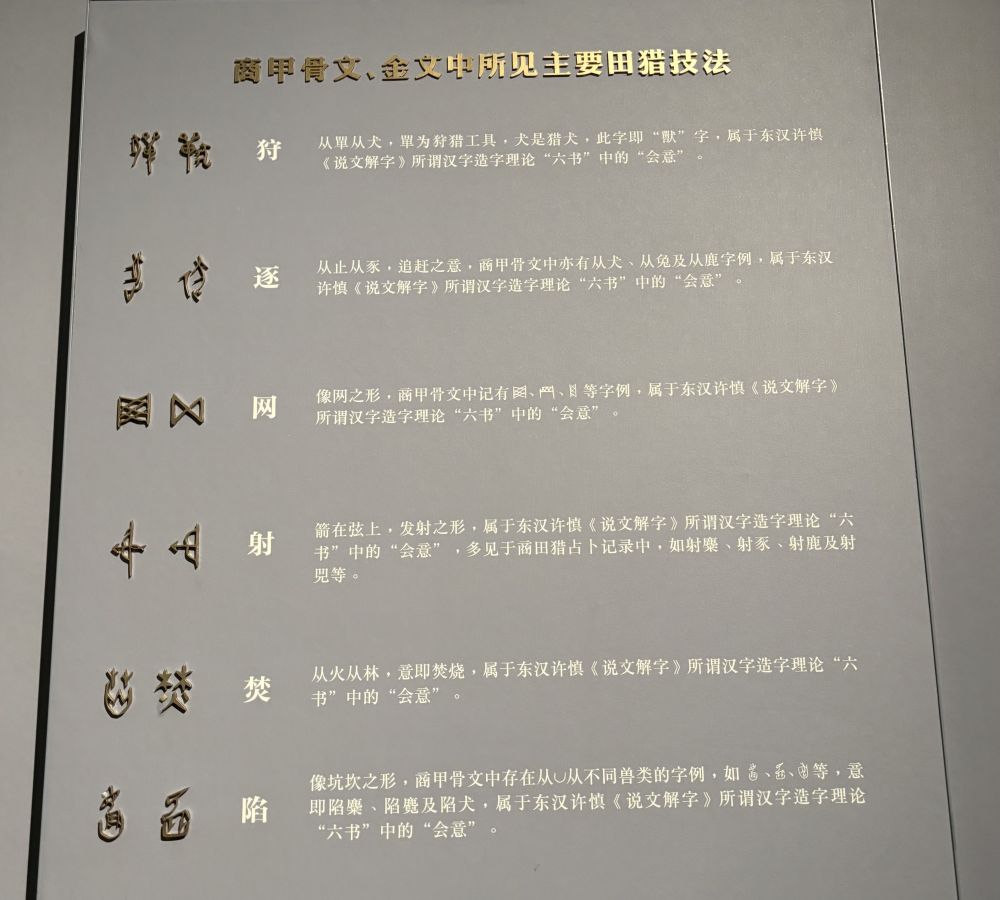 商甲骨文、金文中所见主要田猎技法
狩
从單从犬，單为狩猎工具，犬是猎犬，此字即“獸”字，属于东汉许慎
《说文解字》所谓汉字造字理论“六书”中的“会意”。
逐
从止从豕，追赶之意，商甲骨文中亦有从犬、从兔及从鹿字例，属于东汉
许慎《说文解字》所谓汉字造字理论“六书”中的“会意”。
网
像网之形，商甲骨文中记有、、等字例，属于东汉许慎《说文解字》
所谓汉字造字理论“六书”中的“会意”。
射
箭在弦上，发射之形，属于东汉许慎《说文解字》所谓汉字造字理论“六
书”中的“会意”，多见于商田猎占卜记录中，如射麋、射豕、射鹿及射
兕等。
焚
从火从林，意即焚烧，属于东汉许慎《说文解字》所谓汉字造字理论“六
书”中的“会意”。
陷
像坑坎之形，商甲骨文中存在从凵从不同兽类的字例，如、、等，意
即陷麋、陷麑及陷犬，属于东汉许慎《说文解字》所谓汉字造字理论
“六书”中的“会意”。